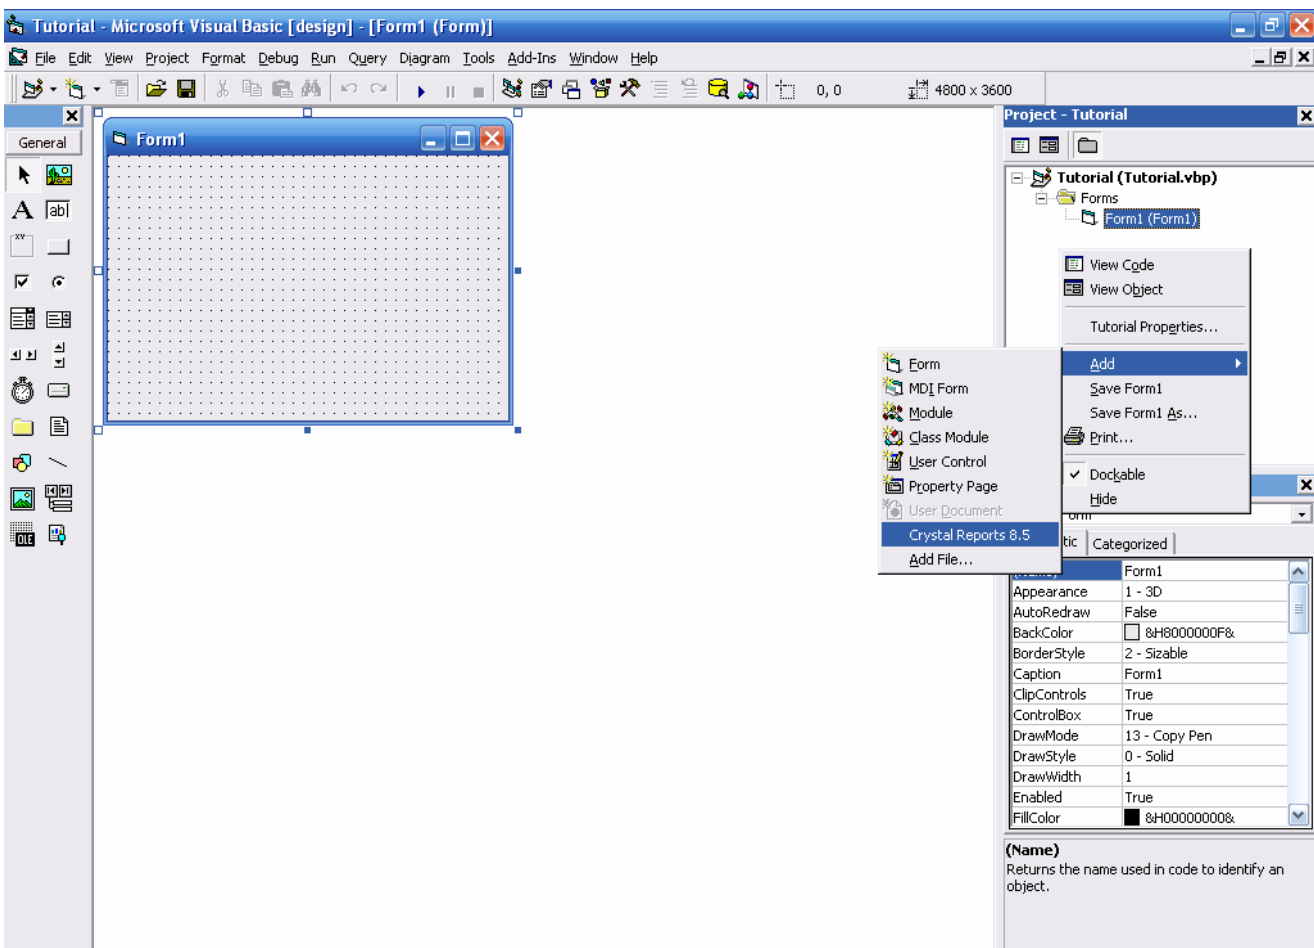 Tutorial - Microsoft Visual Basic [design] - [Form1 (Form)]
File Edit View Project Format Debug Run Query Diagram Tools Add-Ins Window Help
0, 0 4800 x 3600
General
A ab|
XY
OLE
Form1
Project - Tutorial
Tutorial (Tutorial.vbp)
Forms
Form1 (Form1)
View Code
View Object
Tutorial Properties...
Add
Save Form1
Save Form1 As...
Print...
Dockable
Hide
Form
MDI Form
Module
Class Module
User Control
Property Page
User Document
Crystal Reports 8.5
Add File...
Categorized
Form1
Appearance 1 - 3D
AutoRedraw False
BackColor &H8000000F&
BorderStyle 2 - Sizable
Caption Form1
ClipControls True
ControlBox True
DrawMode 13 - Copy Pen
DrawStyle 0 - Solid
DrawWidth 1
Enabled True
FillColor &H00000000&
(Name)
Returns the name used in code to identify an
object.